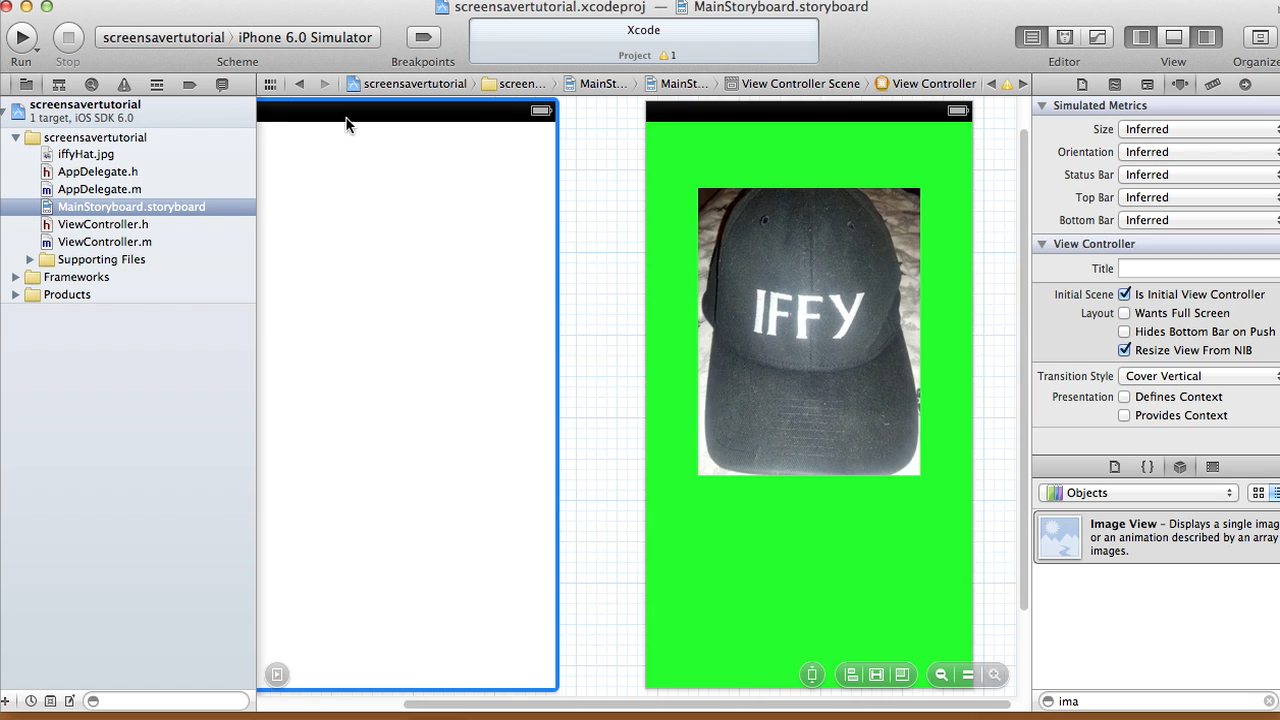 screensavertutorial.xcodeproj — MainStoryboard.storyboard
screensavertutorial iPhone 6.0 Simulator
Xcode
Project 1
Run Stop Scheme Breakpoints Editor View Organize
screensavertutorial screen... MainSt... MainSt... View Controller Scene View Controller
screensavertutorial
1 target, iOS SDK 6.0
screensavertutorial
iffyHat.jpg
AppDelegate.h
AppDelegate.m
MainStoryboard.storyboard
ViewController.h
ViewController.m
Supporting Files
Frameworks
Products
IFFY
Simulated Metrics
Size Inferred
Orientation Inferred
Status Bar Inferred
Top Bar Inferred
Bottom Bar Inferred
View Controller
Title
Initial Scene Is Initial View Controller
Layout Wants Full Screen
Hides Bottom Bar on Push
Resize View From NIB
Transition Style Cover Vertical
Presentation Defines Context
Provides Context
{}
Objects
Image View – Displays a single imag
or an animation described by an array
images.
ima